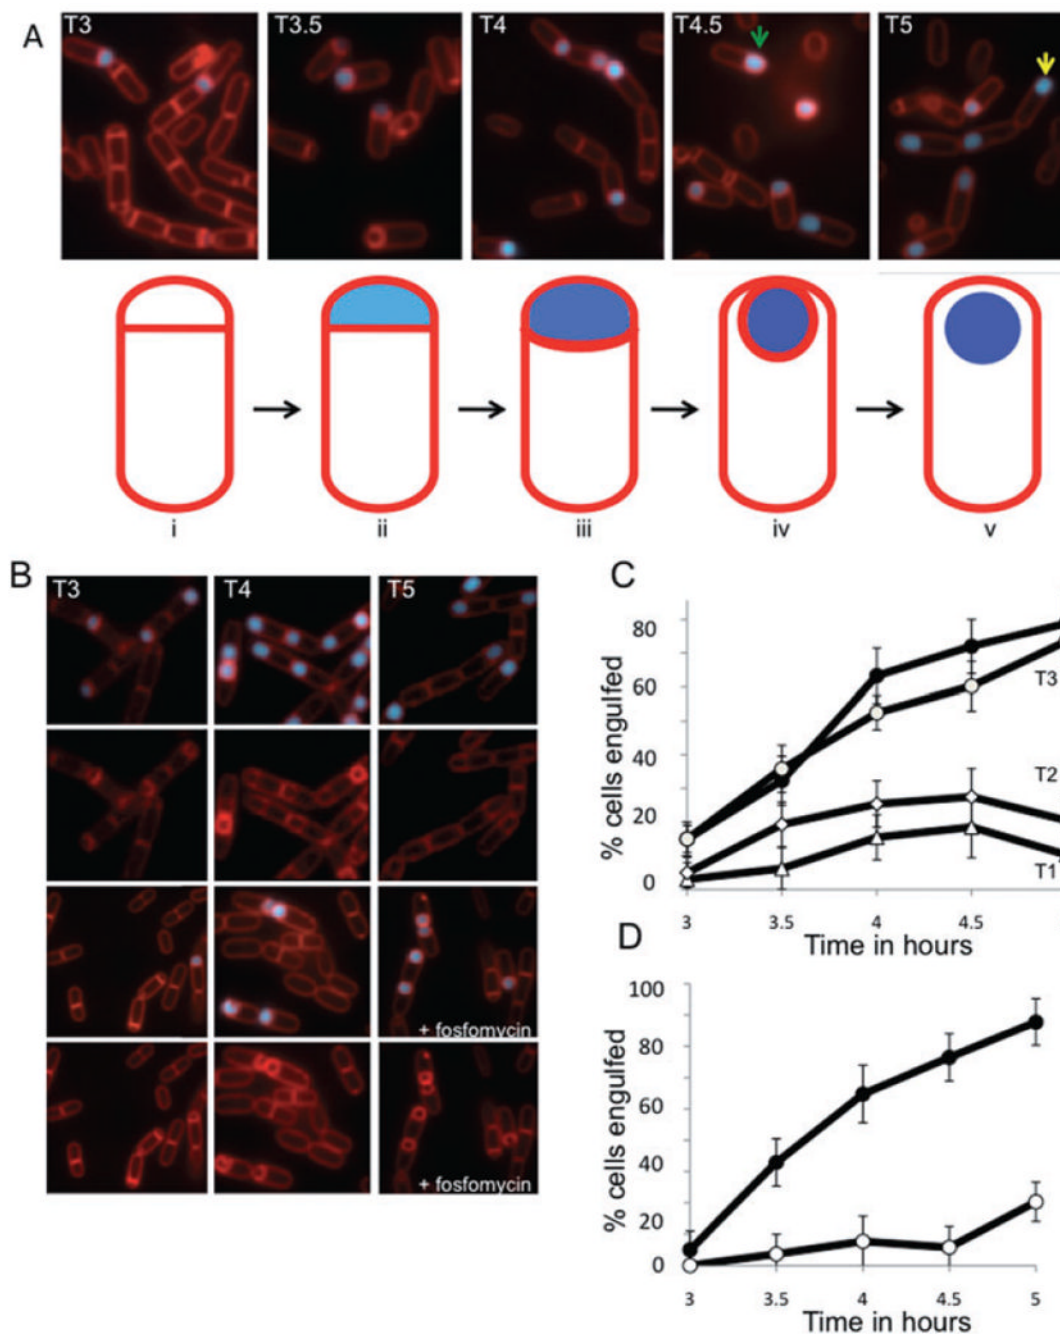 A
T3
T3.5
T4
T4.5
T5
i
ii
iii
iv
v
B
T3
T4
T5
+ fosfomycin
+ fosfomycin
C
% cells engulfed
80
60
40
20
0
T3
T2
T1
3
3.5
4
4.5
Time in hours
D
% cells engulfed
100
80
60
40
20
0
3
3.5
4
4.5
5
Time in hours